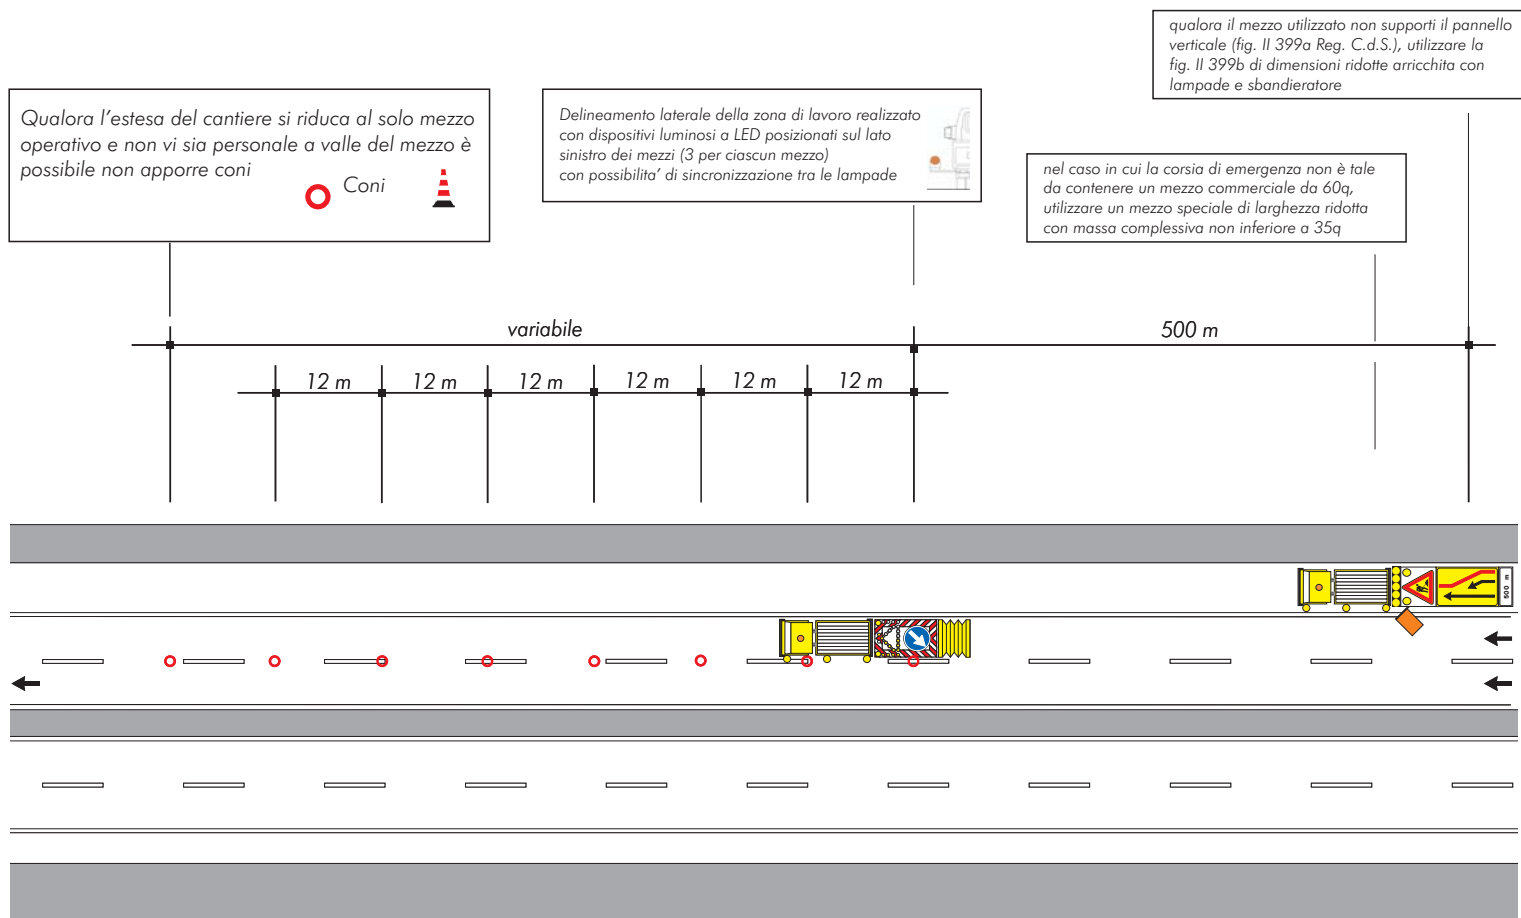 qualora il mezzo utilizzato non supporti il pannello
verticale (fig. II 399a Reg. C.d.S.), utilizzare la
fig. II 399b di dimensioni ridotte arricchita con
lampade e sbandieratore
Qualora l'estesa del cantiere si riduca al solo mezzo
operativo e non vi sia personale a valle del mezzo è
possibile non apporre coni
Coni
Delineamento laterale della zona di lavoro realizzato
con dispositivi luminosi a LED posizionati sul lato
sinistro dei mezzi (3 per ciascun mezzo)
con possibilita' di sincronizzazione tra le lampade
nel caso in cui la corsia di emergenza non è tale
da contenere un mezzo commerciale da 60q,
utilizzare un mezzo speciale di larghezza ridotta
con massa complessiva non inferiore a 35q
variabile
500 m
12 m
12 m
12 m
12 m
12 m
12 m
500 m